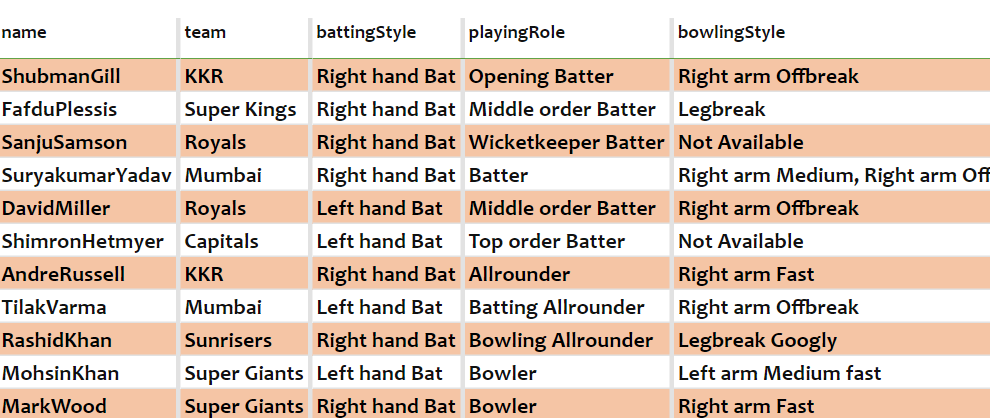 name team battingStyle playingRole bowlingStyle
ShubmanGill KKR Right hand Bat Opening Batter Right arm Offbreak
FafduPlessis Super Kings Right hand Bat Middle order Batter Legbreak
SanjuSamson Royals Right hand Bat Wicketkeeper Batter Not Available
SuryakumarYadav Mumbai Right hand Bat Batter Right arm Medium, Right arm Off
DavidMiller Royals Left hand Bat Middle order Batter Right arm Offbreak
ShimronHetmyer Capitals Left hand Bat Top order Batter Not Available
AndreRussell KKR Right hand Bat Allrounder Right arm Fast
TilakVarma Mumbai Left hand Bat Batting Allrounder Right arm Offbreak
RashidKhan Sunrisers Right hand Bat Bowling Allrounder Legbreak Googly
MohsinKhan Super Giants Left hand Bat Bowler Left arm Medium fast
MarkWood Super Giants Right hand Bat Bowler Right arm Fast